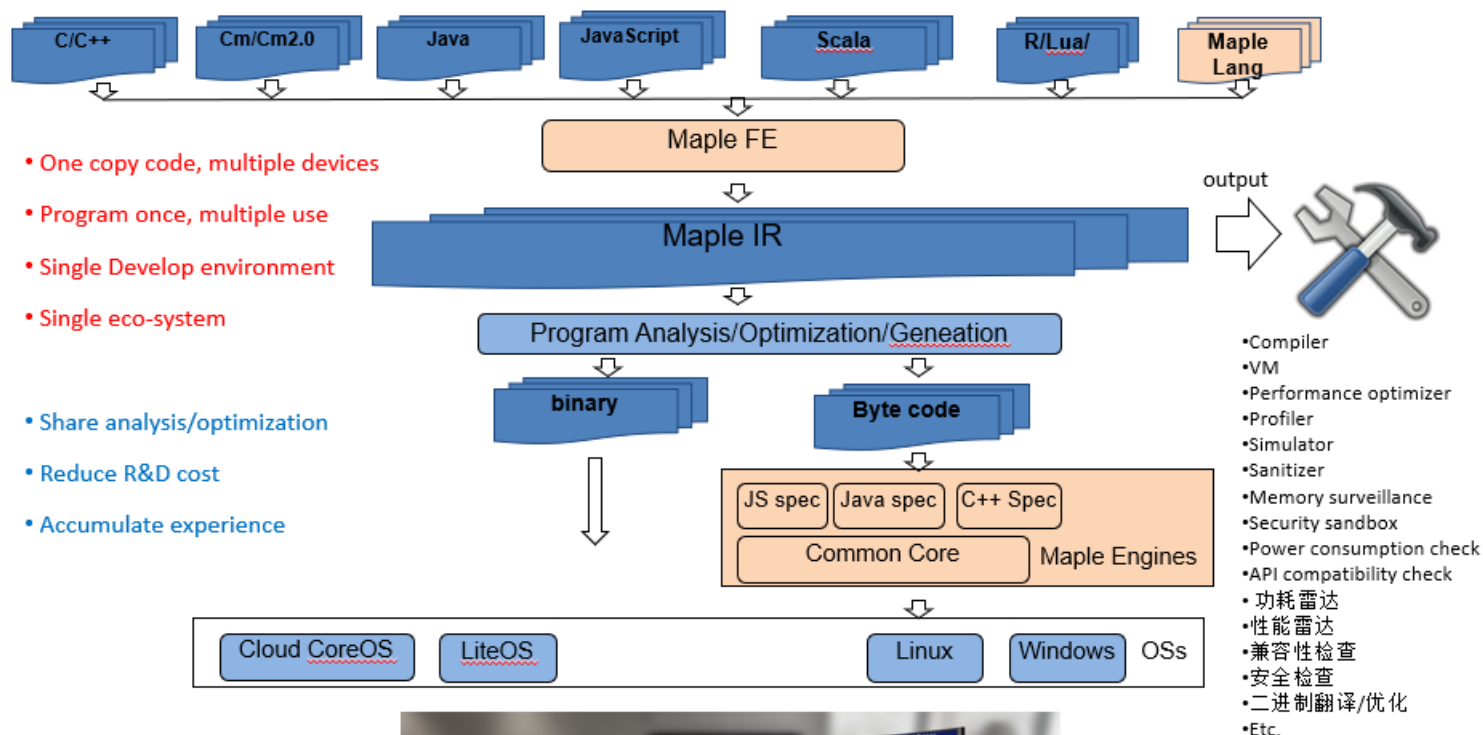 C/C++
Cm/Cm2.0
Java
JavaScript
Scala
R/Lua/
Maple
Lang
Maple FE
• One copy code, multiple devices
• Program once, multiple use
• Single Develop environment
• Single eco-system
output
Maple IR
Program Analysis/Optimization/Geneation
binary
Byte code
• Share analysis/optimization
• Reduce R&D cost
• Accumulate experience
JS spec
Java spec
C++ Spec
Common Core
Maple Engines
Cloud CoreOS
LiteOS
Linux
Windows
OSs
•Compiler
•VM
•Performance optimizer
•Profiler
•Simulator
•Sanitizer
•Memory surveillance
•Security sandbox
•Power consumption check
•API compatibility check
• 功耗雷达
•性能雷达
•兼容性检查
•安全检查
•二进制翻译/优化
•Etc.